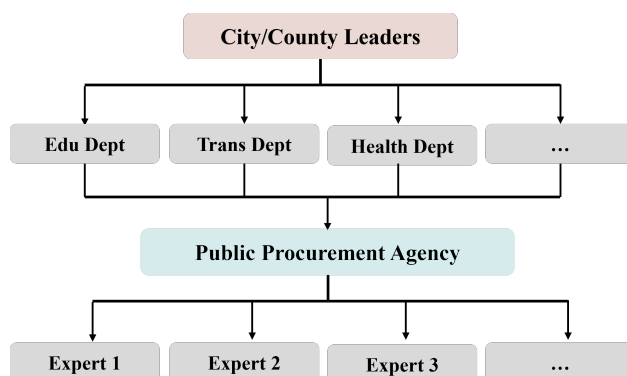 City/County Leaders
Edu Dept
Trans Dept
Health Dept
...
Public Procurement Agency
Expert 1
Expert 2
Expert 3
...